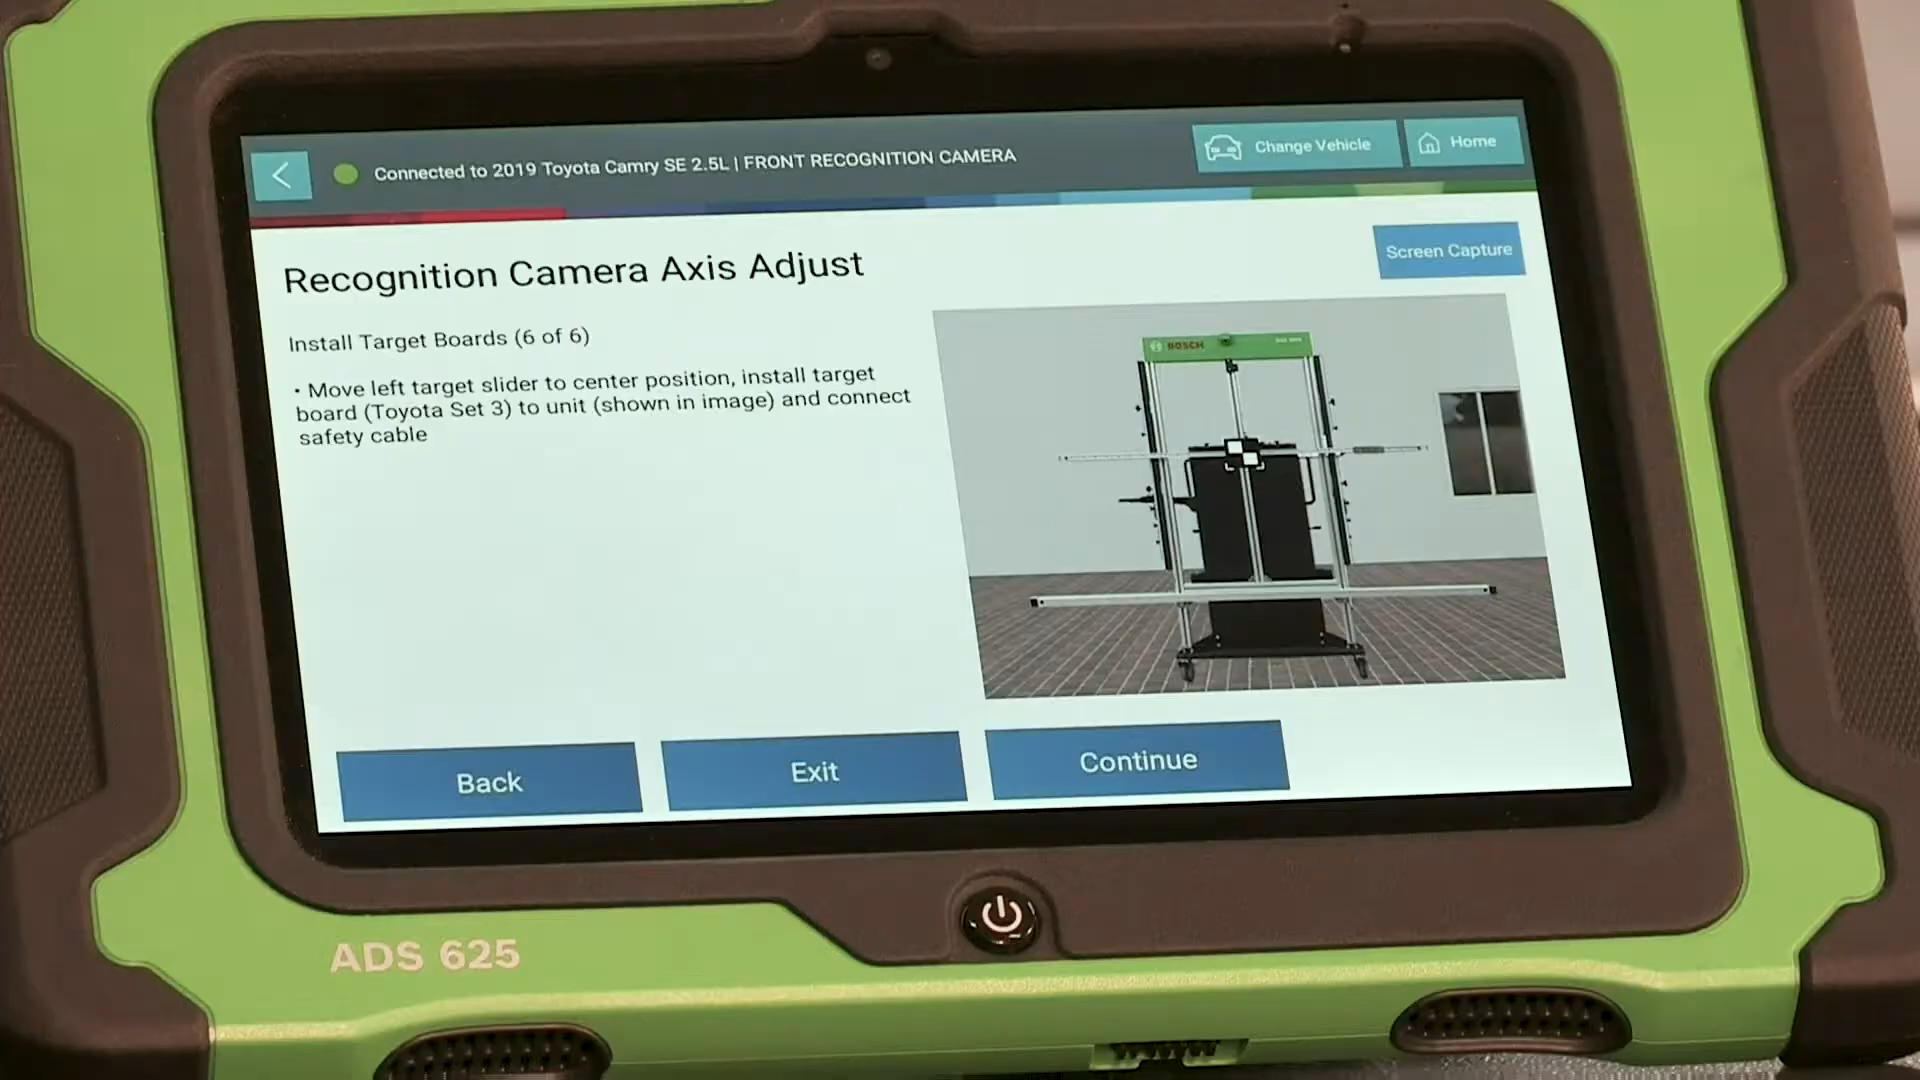 Connected to 2019 Toyota Camry SE 2.5L | FRONT RECOGNITION CAMERA
Change Vehicle
Home
Screen Capture
Recognition Camera Axis Adjust
Install Target Boards (6 of 6)
• Move left target slider to center position, install target
board (Toyota Set 3) to unit (shown in image) and connect
safety cable
BOSCH
Back
Exit
Continue
ADS 625